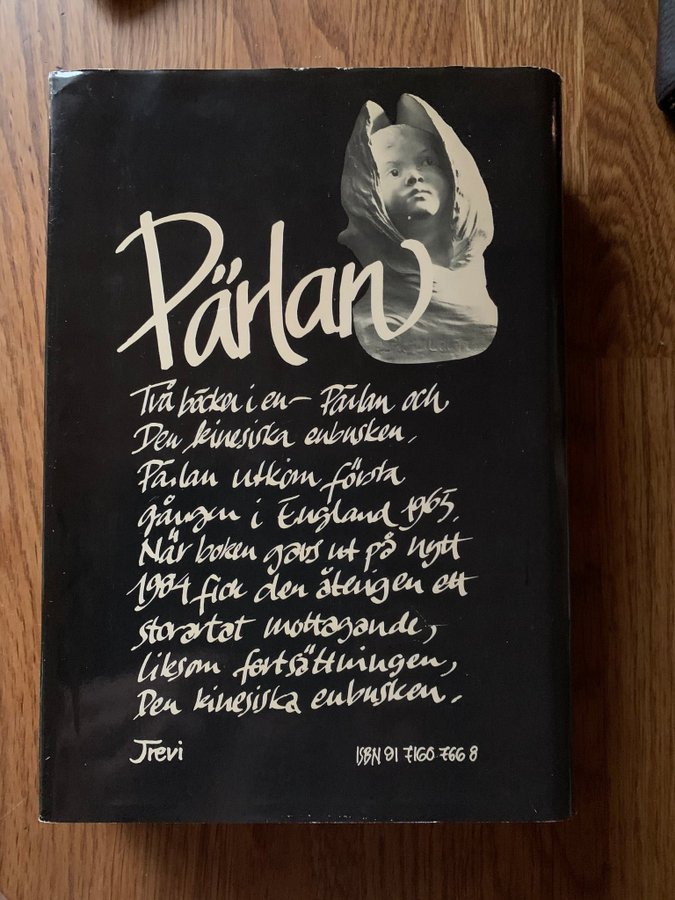 Pärlan
Två böcker i en – Pärlan och
Den kinesiska enbusken.
Pärlan utkom första
gången i England 1965.
När boken gavs ut på nytt
1984 fick den återigen ett
storartat mottagande,
liksom fortsättningen,
Den kinesiska enbusken.
Trevi
ISBN 91 7160 766 8